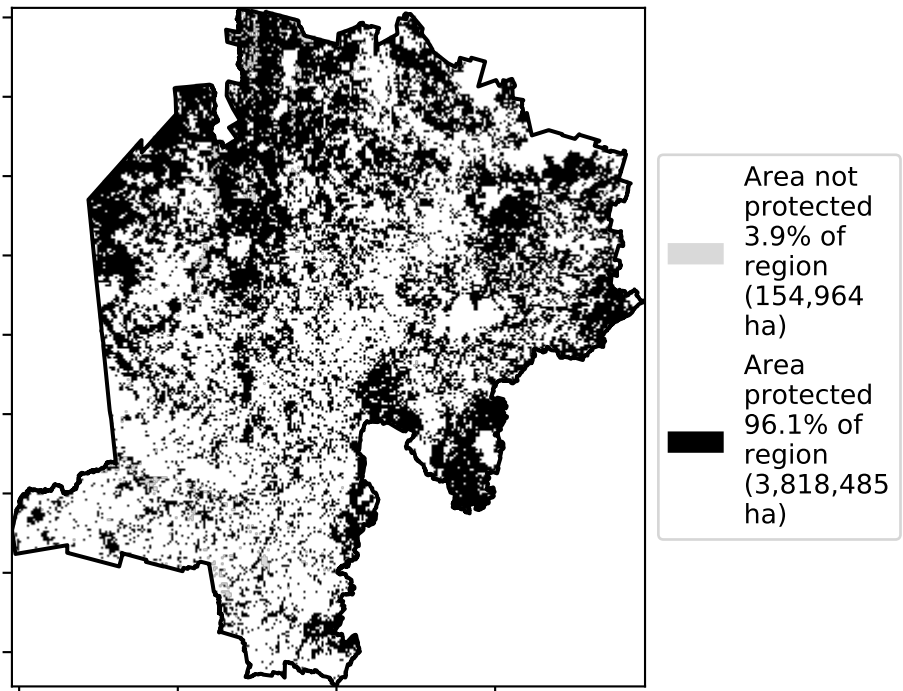 Area not
protected
3.9% of
region
(154,964
ha)
Area
protected
96.1% of
region
(3,818,485
ha)